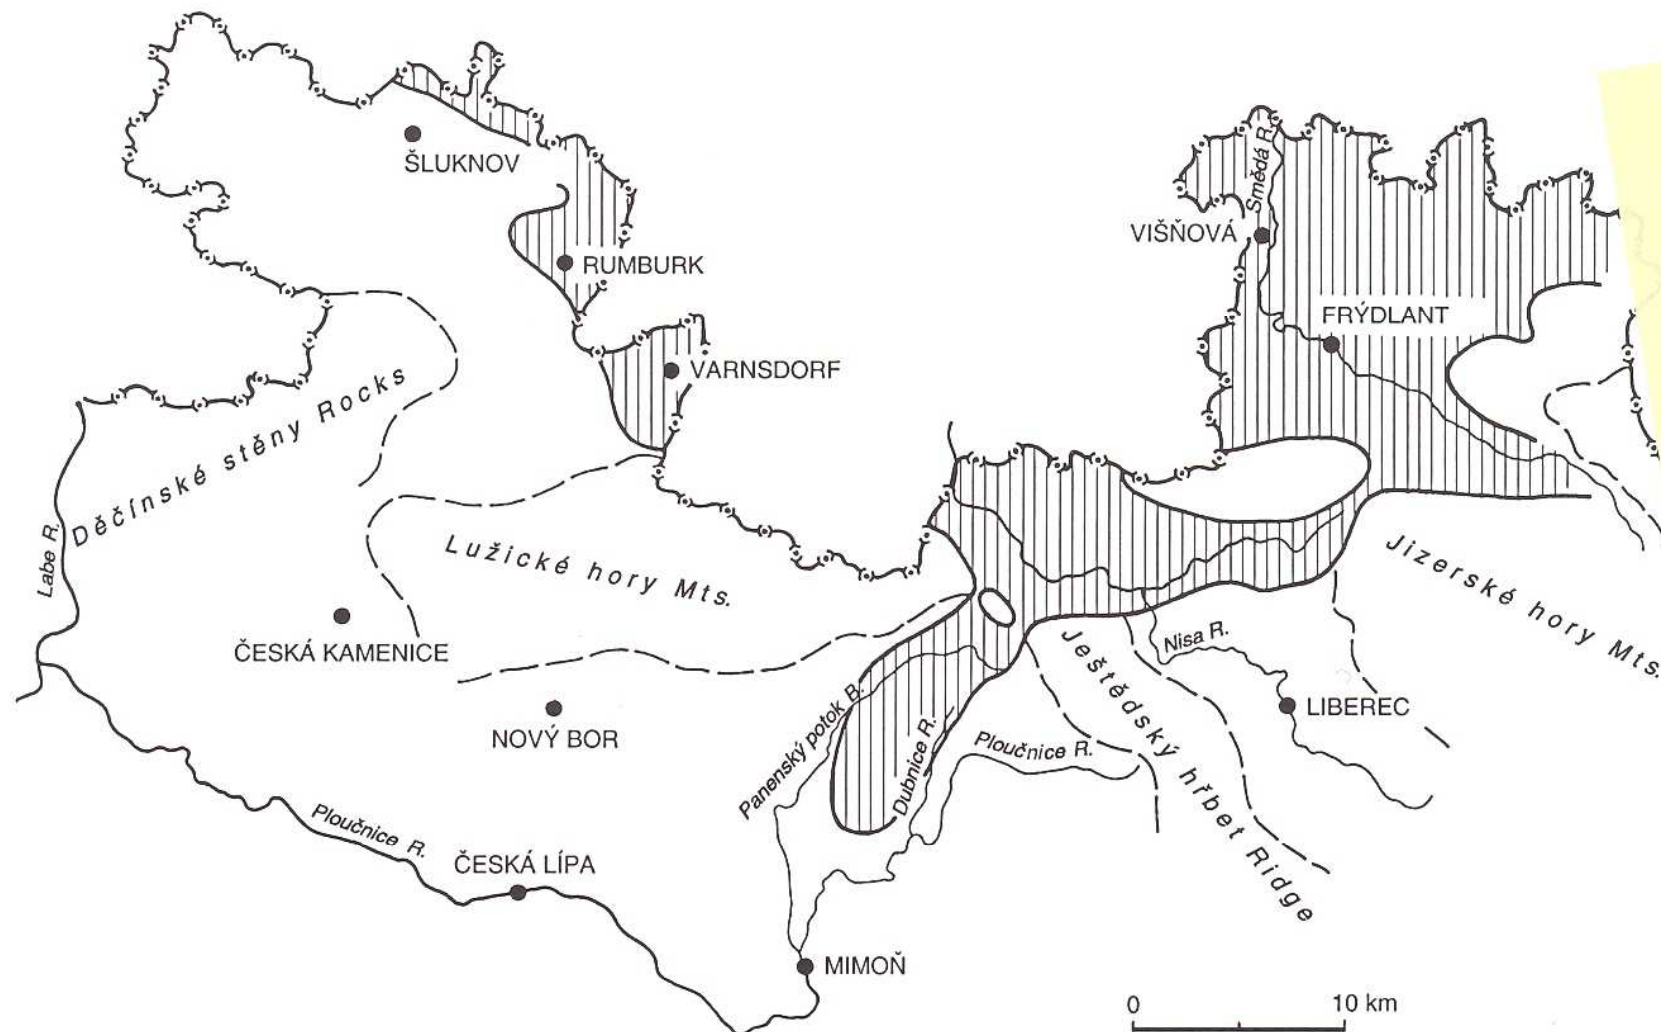 ŠLUKNOV
Smědá R.
VIŠŇOVÁ
RUMBURK
FRÝDLANT
VARNSDORF
Děčínské stěny Rocks
Labe R.
Lužické hory Mts.
Jizerské hory Mts.
ČESKÁ KAMENICE
Nisa R.
Ještědský hřbet Ridge
LIBEREC
NOVÝ BOR
Panenský potok B.
Dubnice R.
Ploučnice R.
Ploučnice R.
ČESKÁ LÍPA
MIMOŇ
0 10 km